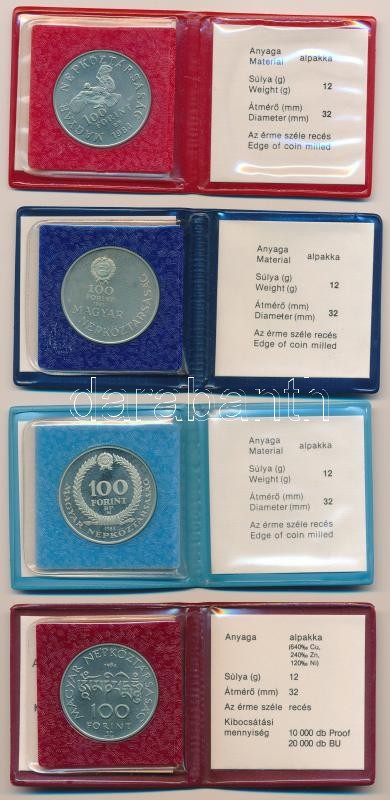 MAGYAR NÉPKÖZTÁRSASÁG
100
FORINT
1983
Anyaga alpakka
Material
Súlya (g)
Weight (g) 12
Átmérő (mm)
Diameter (mm) 32
Az érme széle recés
Edge of coin milled
100
FORINT
MAGYAR
NÉPKÖZTÁRSASÁG
Anyaga
Material alpakka
Súlya (g)
Weight (g) 12
Átmérő (mm)
Diameter (mm) 32
Az érme széle recés
Edge of coin milled
darabanth
100
FORINT
BP
1983
MAGYAR NÉPKÖZTÁRSASÁG
Anyaga
Material alpakka
Súlya (g)
Weight (g) 12
Átmérő (mm)
Diameter (mm) 32
Az érme széle recés
Edge of coin milled
MAGYAR NÉPKÖZTÁRSASÁG
1984
100
FORINT
Anyaga alpakka
(640‰ Cu,
240‰ Zn,
120‰ Ni)
Súlya (g) 12
Átmérő (mm) 32
Az érme széle recés
Kibocsátási
mennyiség 10 000 db Proof
20 000 db BU